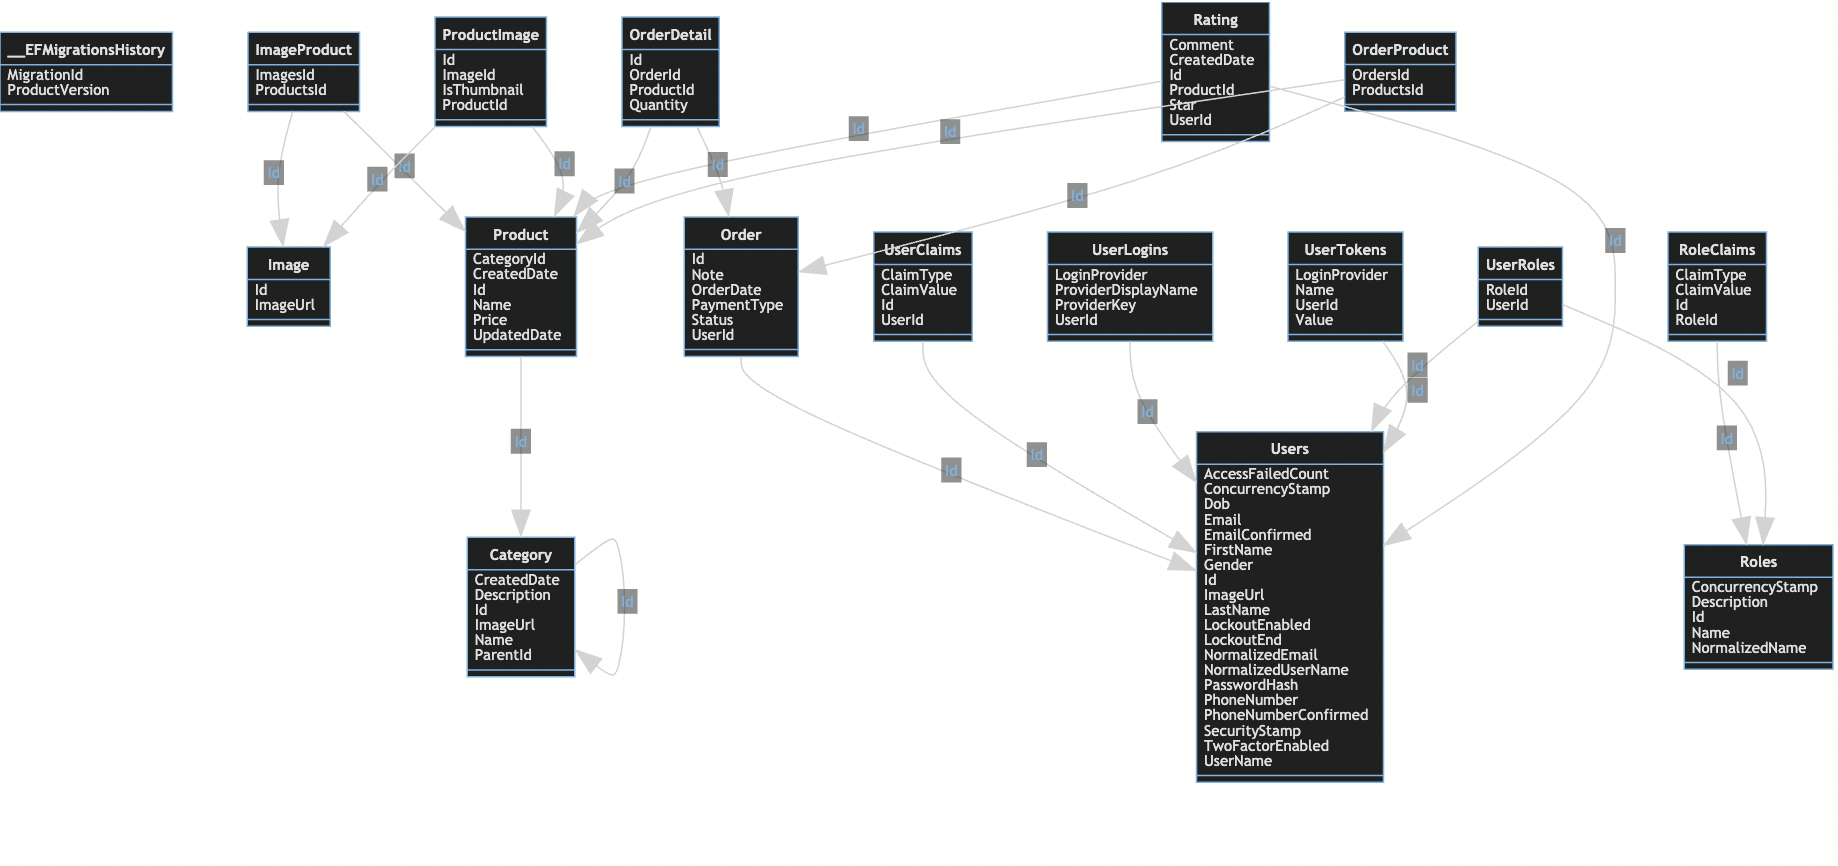 __EFMigrationsHistory
MigrationId
ProductVersion
ImageProduct
ImagesId
ProductsId
ProductImage
Id
ImageId
IsThumbnail
ProductId
OrderDetail
Id
OrderId
ProductId
Quantity
Rating
Comment
CreatedDate
Id
ProductId
Star
UserId
OrderProduct
OrdersId
ProductsId
Id
Id
Id
Id
Id
Id
Id
Id
Id
Id
Id
Image
Id
ImageUrl
Product
CategoryId
CreatedDate
Id
Name
Price
UpdatedDate
Order
Id
Note
OrderDate
PaymentType
Status
UserId
UserClaims
ClaimType
ClaimValue
Id
UserId
UserLogins
LoginProvider
ProviderDisplayName
ProviderKey
UserId
UserTokens
LoginProvider
Name
UserId
Value
UserRoles
RoleId
UserId
RoleClaims
ClaimType
ClaimValue
Id
RoleId
Id
Id
Id
Id
Id
Id
Id
Id
Id
Category
CreatedDate
Description
Id
ImageUrl
Name
ParentId
Id
Users
AccessFailedCount
ConcurrencyStamp
Dob
Email
EmailConfirmed
FirstName
Gender
Id
ImageUrl
LastName
LockoutEnabled
LockoutEnd
NormalizedEmail
NormalizedUserName
PasswordHash
PhoneNumber
PhoneNumberConfirmed
SecurityStamp
TwoFactorEnabled
UserName
Roles
ConcurrencyStamp
Description
Id
Name
NormalizedName